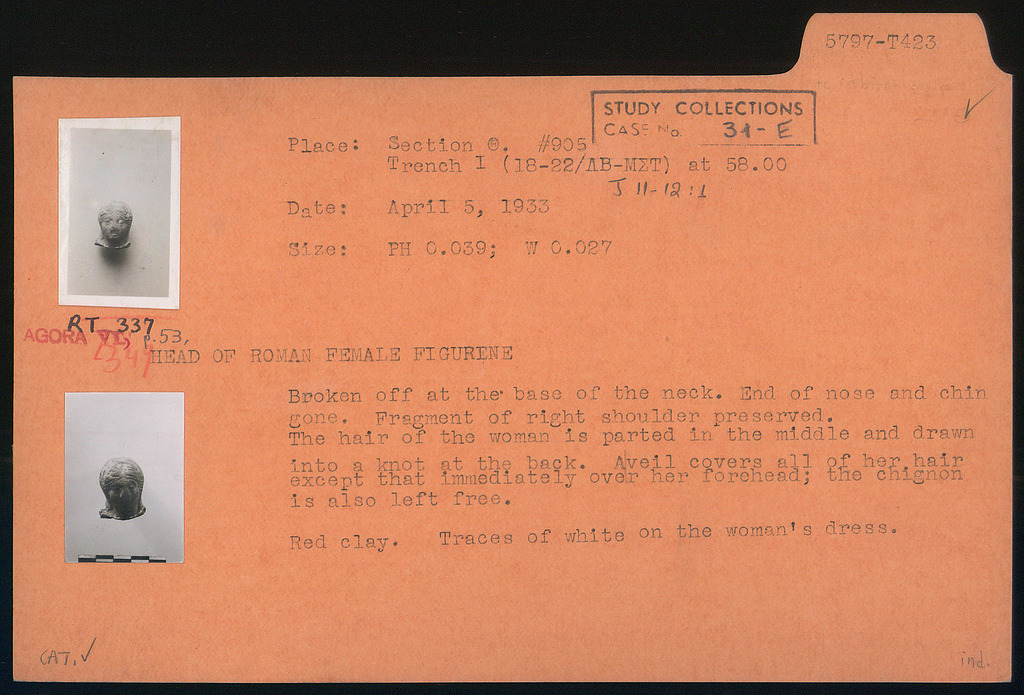 5797-T423
STUDY COLLECTIONS
CASE No. 31-E
Place: Section Θ. #905
Trench I (18-22/ΛΒ-ΜΣΤ) at 58.00
J 11-12:1
Date: April 5, 1933
Size: PH 0.039; W 0.027
RT 337
AGORA VI, p.53,
HEAD OF ROMAN FEMALE FIGURINE
Broken off at the base of the neck. End of nose and chin
gone. Fragment of right shoulder preserved.
The hair of the woman is parted in the middle and drawn
into a knot at the back. Aveil covers all of her hair
except that immediately over her forehead; the chignon
is also left free.
Red clay. Traces of white on the woman's dress.
CAT. ✓
ind.